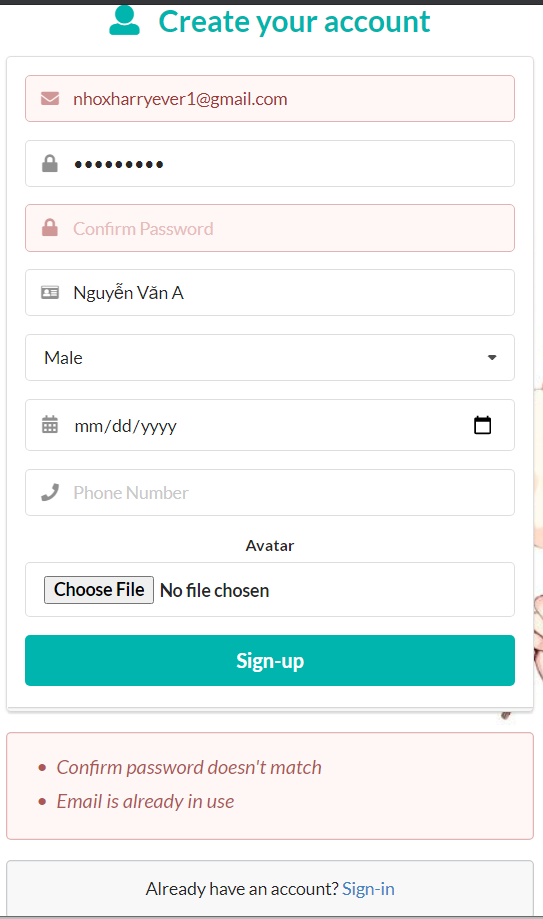 Create your account
nhoxharryever1@gmail.com
•••••••••
Confirm Password
Nguyễn Văn A
Male
mm/dd/yyyy
Phone Number
Avatar
Choose File No file chosen
Sign-up
• Confirm password doesn't match
• Email is already in use
Already have an account? Sign-in